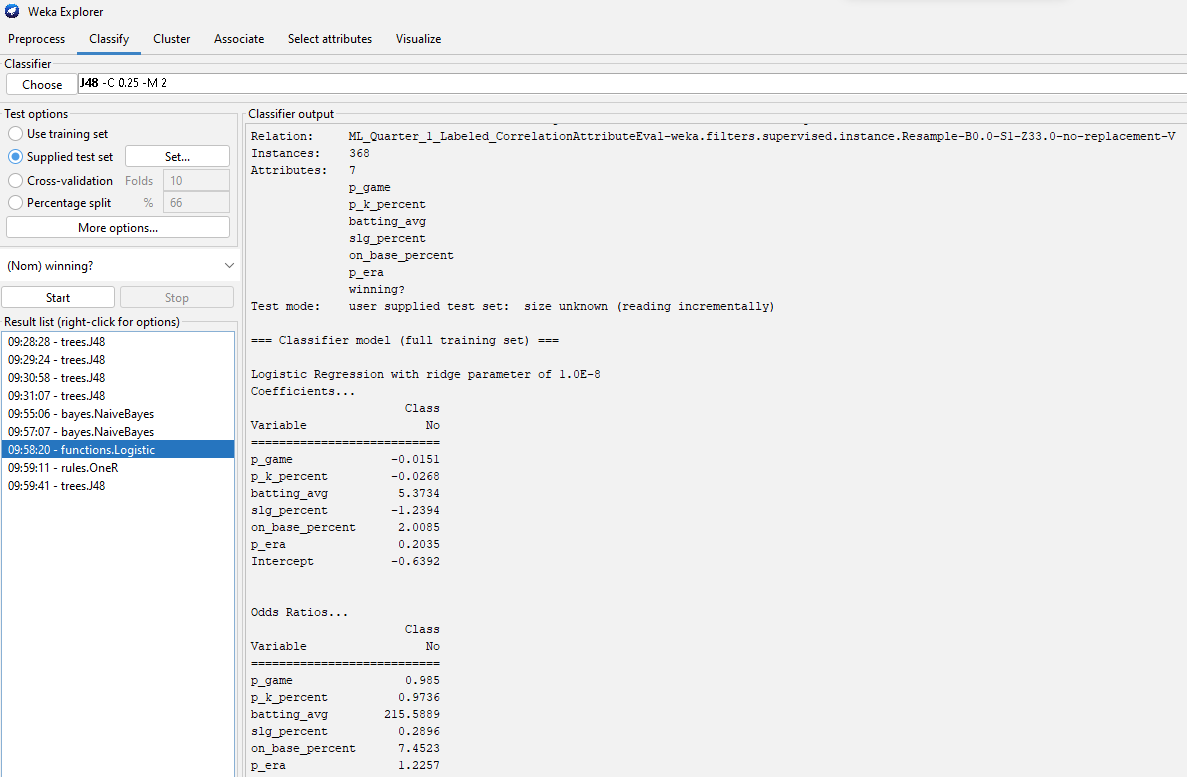 Weka Explorer
Preprocess Classify Cluster Associate Select attributes Visualize
Classifier
Choose J48 -C 0.25 -M 2
Test options
Use training set
Supplied test set Set...
Cross-validation Folds 10
Percentage split % 66
More options...
(Nom) winning?
Start Stop
Result list (right-click for options)
09:28:28 - trees.J48
09:29:24 - trees.J48
09:30:58 - trees.J48
09:31:07 - trees.J48
09:55:06 - bayes.NaiveBayes
09:57:07 - bayes.NaiveBayes
09:58:20 - functions.Logistic
09:59:11 - rules.OneR
09:59:41 - trees.J48
Classifier output
Relation: ML_Quarter_1_Labeled_CorrelationAttributeEval-weka.filters.supervised.instance.Resample-B0.0-S1-Z33.0-no-replacement-V
Instances: 368
Attributes: 7
p_game
p_k_percent
batting_avg
slg_percent
on_base_percent
p_era
winning?
Test mode: user supplied test set: size unknown (reading incrementally)
=== Classifier model (full training set) ===
Logistic Regression with ridge parameter of 1.0E-8
Coefficients...
Class
Variable No
===========================
p_game -0.0151
p_k_percent -0.0268
batting_avg 5.3734
slg_percent -1.2394
on_base_percent 2.0085
p_era 0.2035
Intercept -0.6392
Odds Ratios...
Class
Variable No
===========================
p_game 0.985
p_k_percent 0.9736
batting_avg 215.5889
slg_percent 0.2896
on_base_percent 7.4523
p_era 1.2257